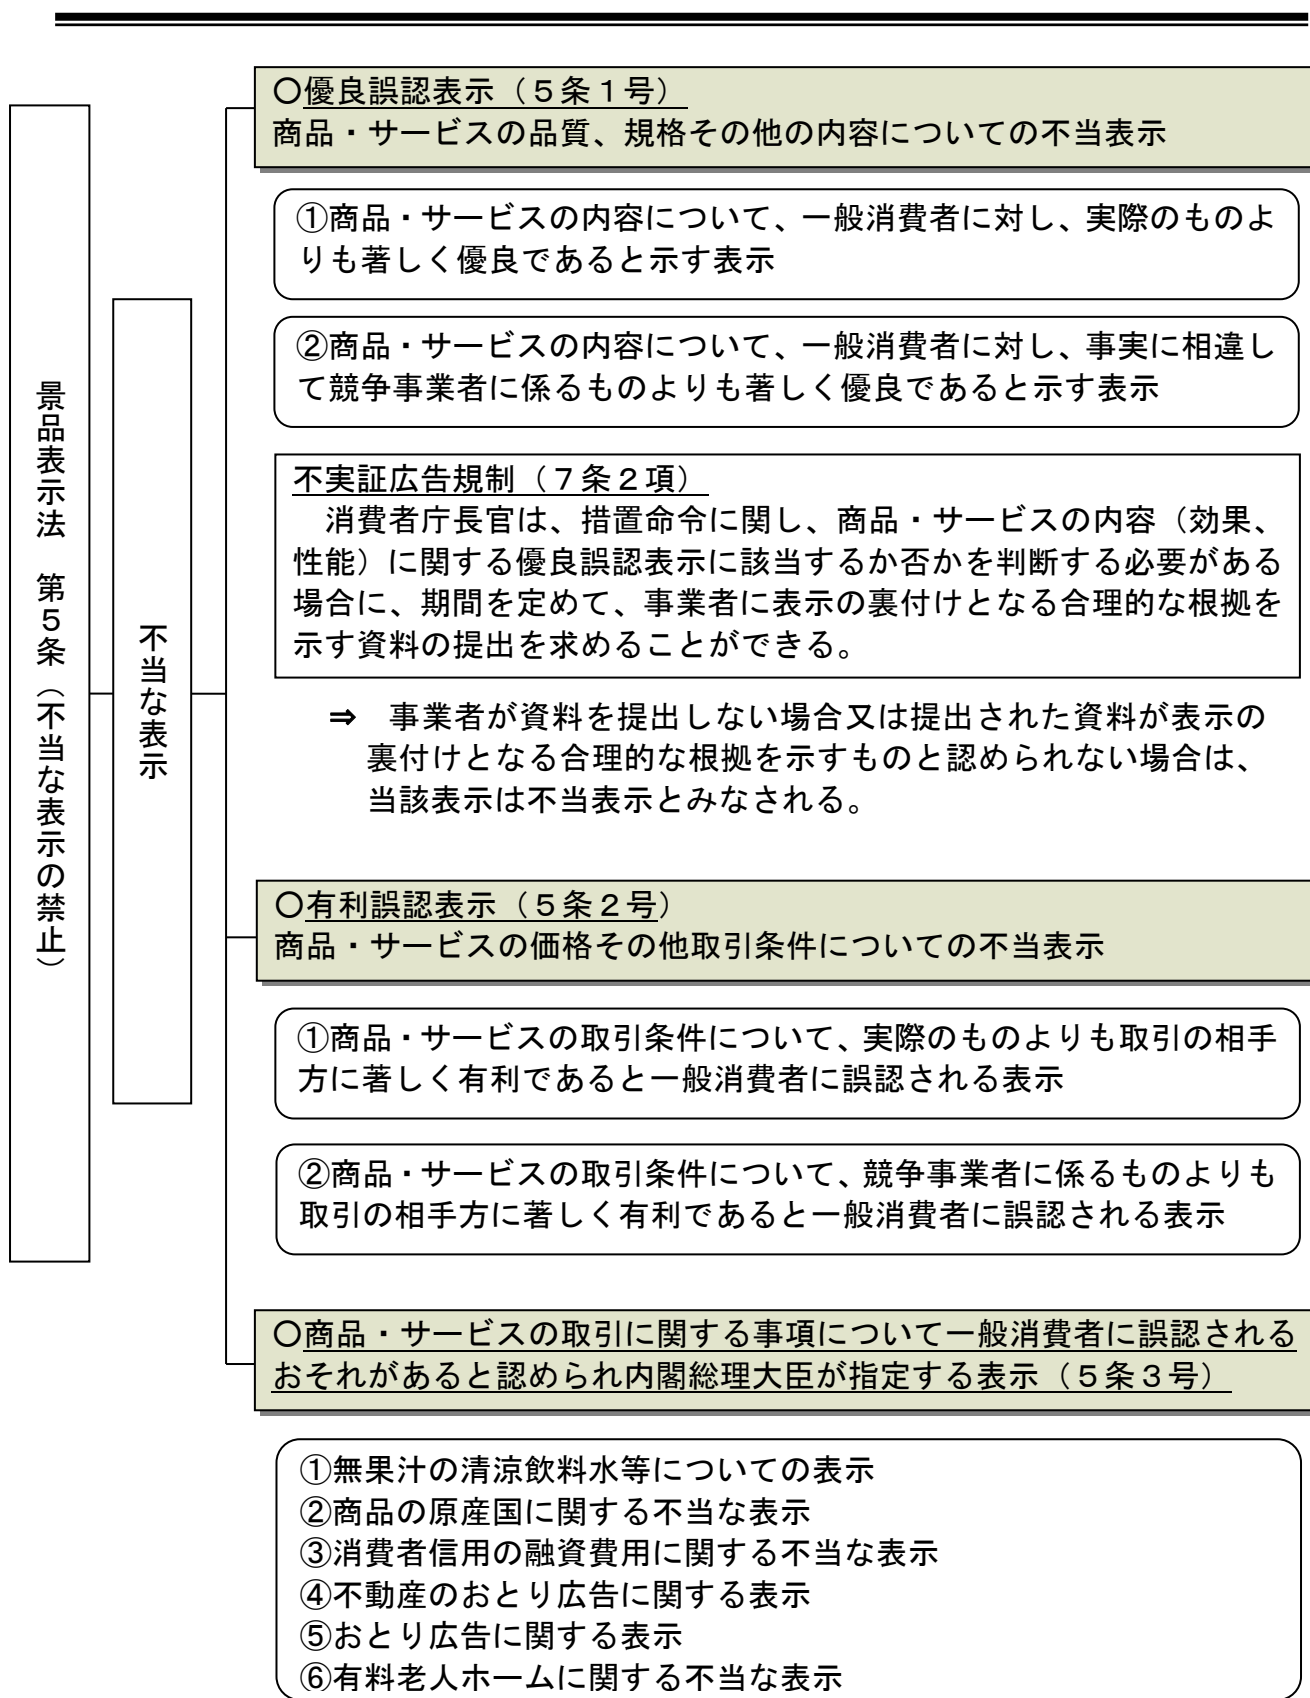 景品表示法　第５条（不当な表示の禁止）
不当な表示
○優良誤認表示（５条１号）
商品・サービスの品質、規格その他の内容についての不当表示
①商品・サービスの内容について、一般消費者に対し、実際のものよ
りも著しく優良であると示す表示
②商品・サービスの内容について、一般消費者に対し、事実に相違し
て競争事業者に係るものよりも著しく優良であると示す表示
不実証広告規制（７条２項）
　消費者庁長官は、措置命令に関し、商品・サービスの内容（効果、
性能）に関する優良誤認表示に該当するか否かを判断する必要がある
場合に、期間を定めて、事業者に表示の裏付けとなる合理的な根拠を
示す資料の提出を求めることができる。
⇒　事業者が資料を提出しない場合又は提出された資料が表示の
裏付けとなる合理的な根拠を示すものと認められない場合は、
当該表示は不当表示とみなされる。
○有利誤認表示（５条２号）
商品・サービスの価格その他取引条件についての不当表示
①商品・サービスの取引条件について、実際のものよりも取引の相手
方に著しく有利であると一般消費者に誤認される表示
②商品・サービスの取引条件について、競争事業者に係るものよりも
取引の相手方に著しく有利であると一般消費者に誤認される表示
○商品・サービスの取引に関する事項について一般消費者に誤認される
おそれがあると認められ内閣総理大臣が指定する表示（５条３号）
①無果汁の清涼飲料水等についての表示
②商品の原産国に関する不当な表示
③消費者信用の融資費用に関する不当な表示
④不動産のおとり広告に関する表示
⑤おとり広告に関する表示
⑥有料老人ホームに関する不当な表示